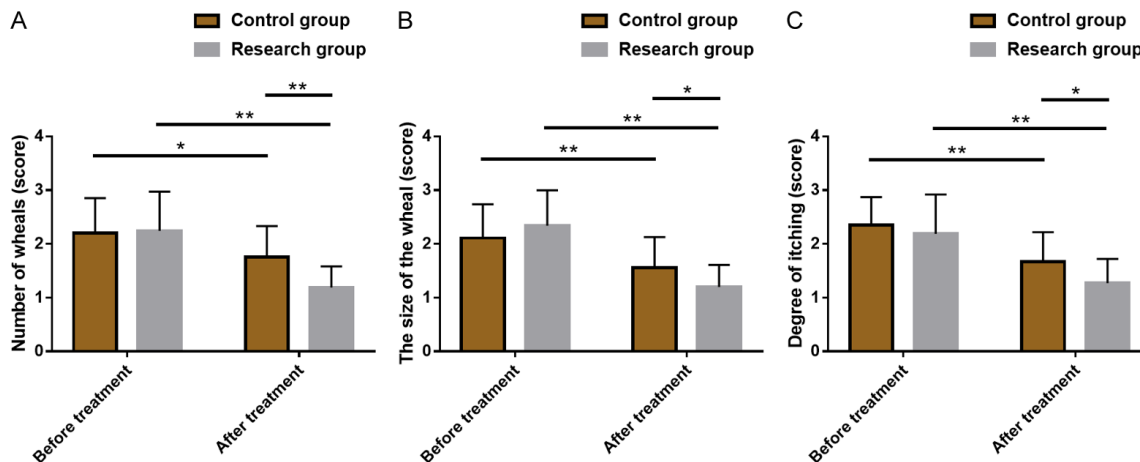 A
Control group
Research group
**
**
*
Number of wheals (score)
4
3
2
1
0
Before treatment
After treatment
B
Control group
Research group
*
**
**
The size of the wheal (score)
4
3
2
1
0
Before treatment
After treatment
C
Control group
Research group
*
**
**
Degree of itching (score)
4
3
2
1
0
Before treatment
After treatment